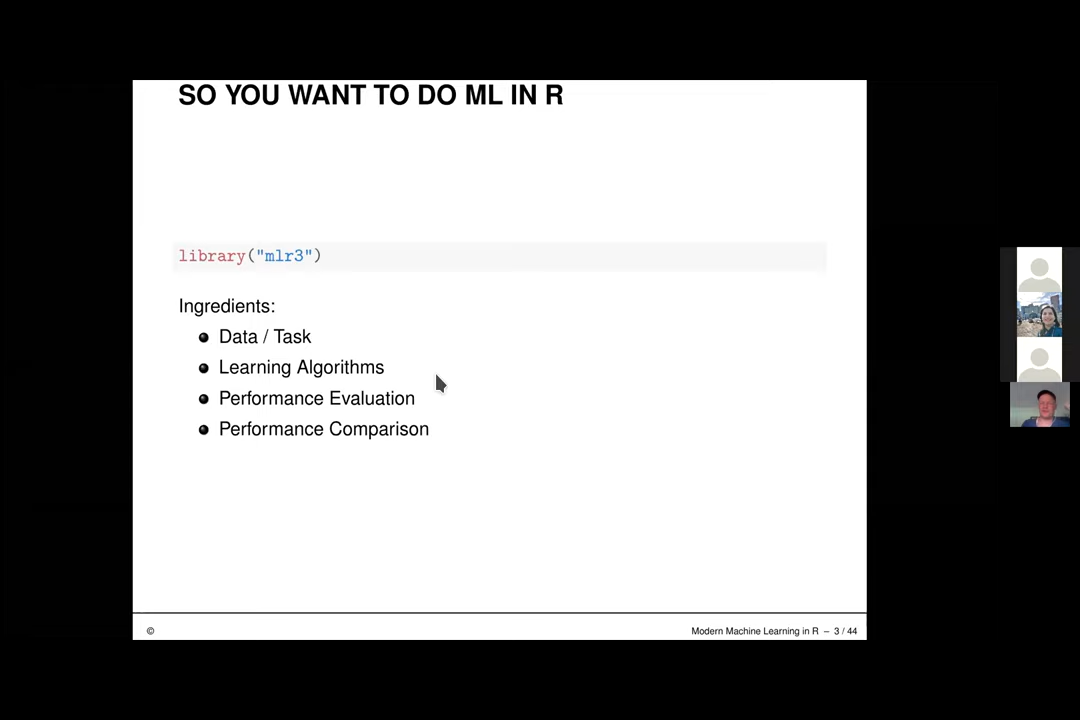 SO YOU WANT TO DO ML IN R
library("mlr3")
Ingredients:
Data / Task
Learning Algorithms
Performance Evaluation
Performance Comparison
©
Modern Machine Learning in R – 3 / 44